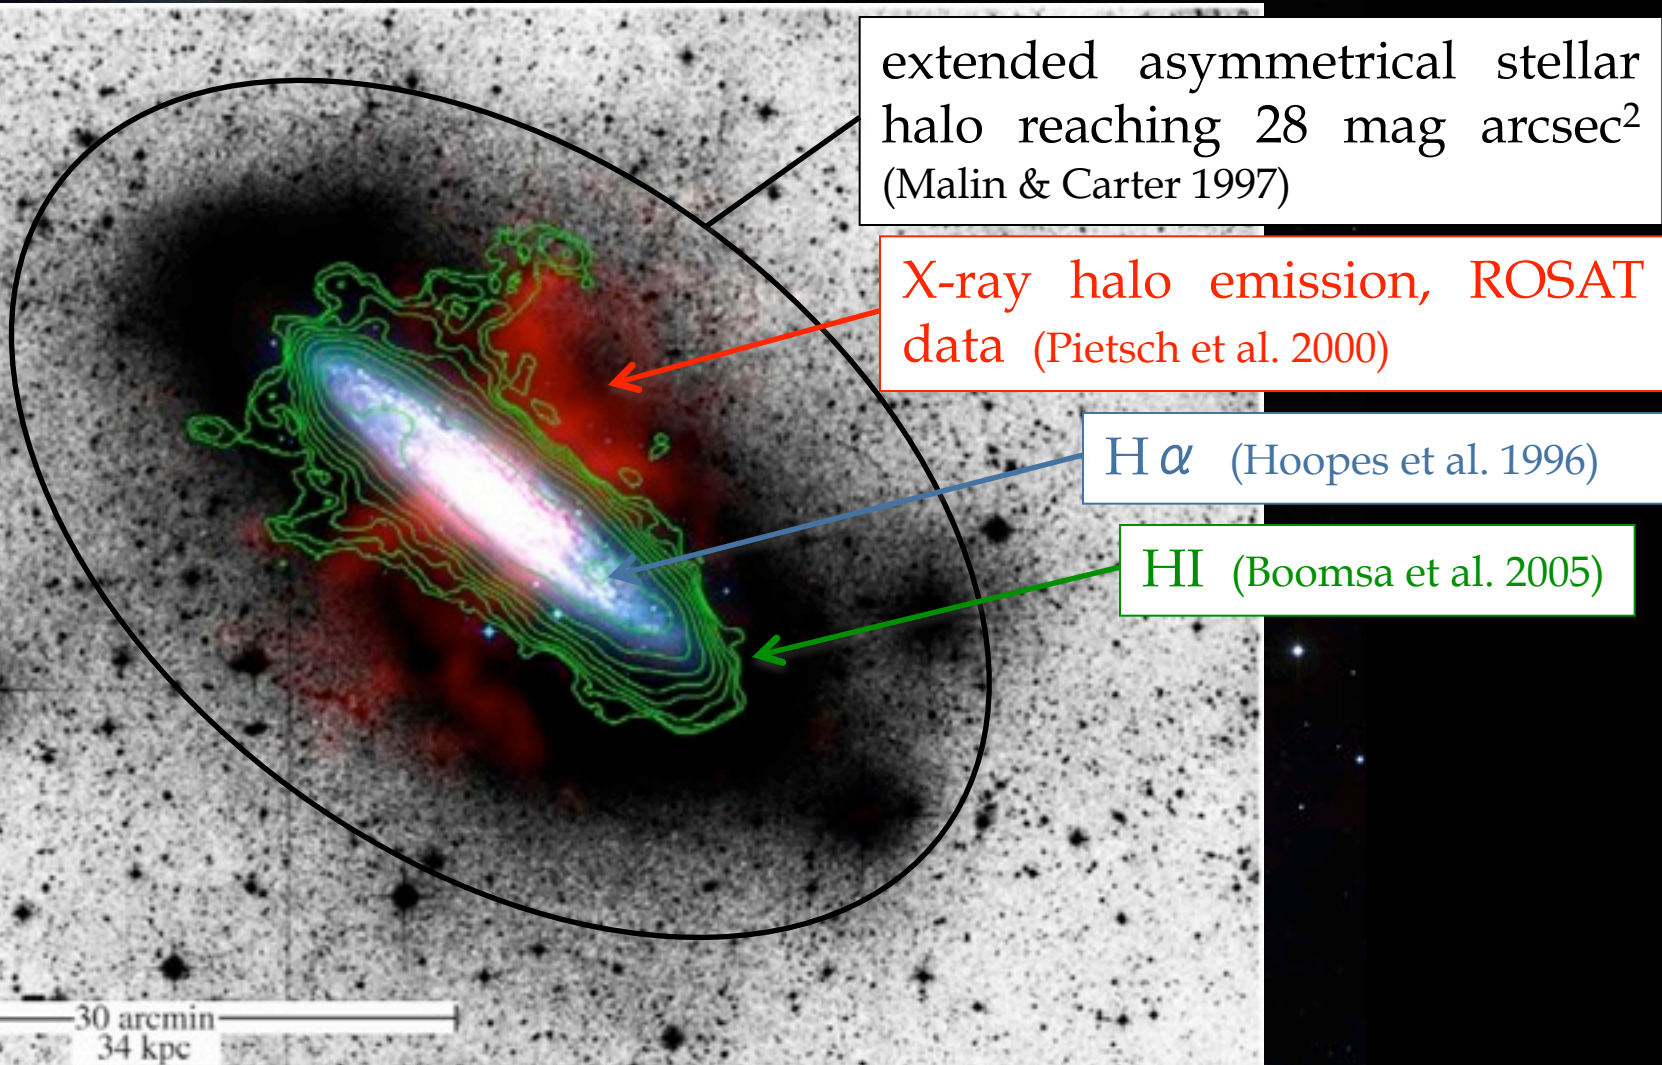 extended asymmetrical stellar
halo reaching 28 mag arcsec²
(Malin & Carter 1997)
X-ray halo emission, ROSAT
data (Pietsch et al. 2000)
Hα (Hoopes et al. 1996)
HI (Boomsa et al. 2005)
30 arcmin
34 kpc